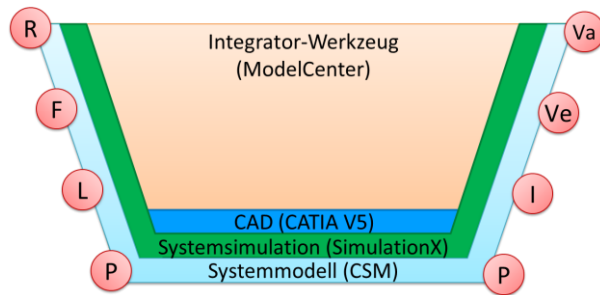 R
Va
Integrator-Werkzeug
(ModelCenter)
F
Ve
L
I
CAD (CATIA V5)
Systemsimulation (SimulationX)
P
Systemmodell (CSM)
P